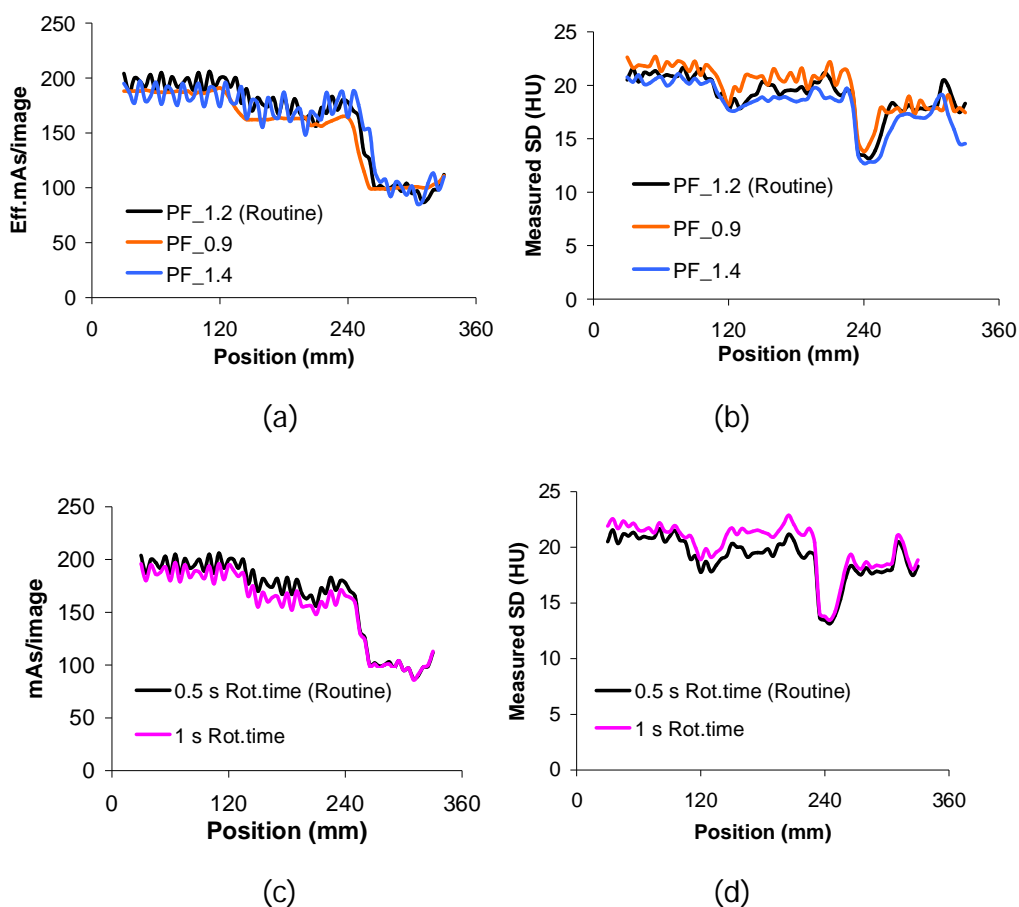 250
200
150
100
50
0
Eff.mAs/image
PF_1.2 (Routine)
PF_0.9
PF_1.4
0 120 240 360
Position (mm)
(a)
25
20
15
10
5
0
Measured SD (HU)
PF_1.2 (Routine)
PF_0.9
PF_1.4
0 120 240 360
Position (mm)
(b)
250
200
150
100
50
0
mAs/image
0.5 s Rot.time (Routine)
1 s Rot.time
0 120 240 360
Position (mm)
(c)
25
20
15
10
5
0
Measured SD (HU)
0.5 s Rot.time (Routine)
1 s Rot.time
0 120 240 360
Position (mm)
(d)